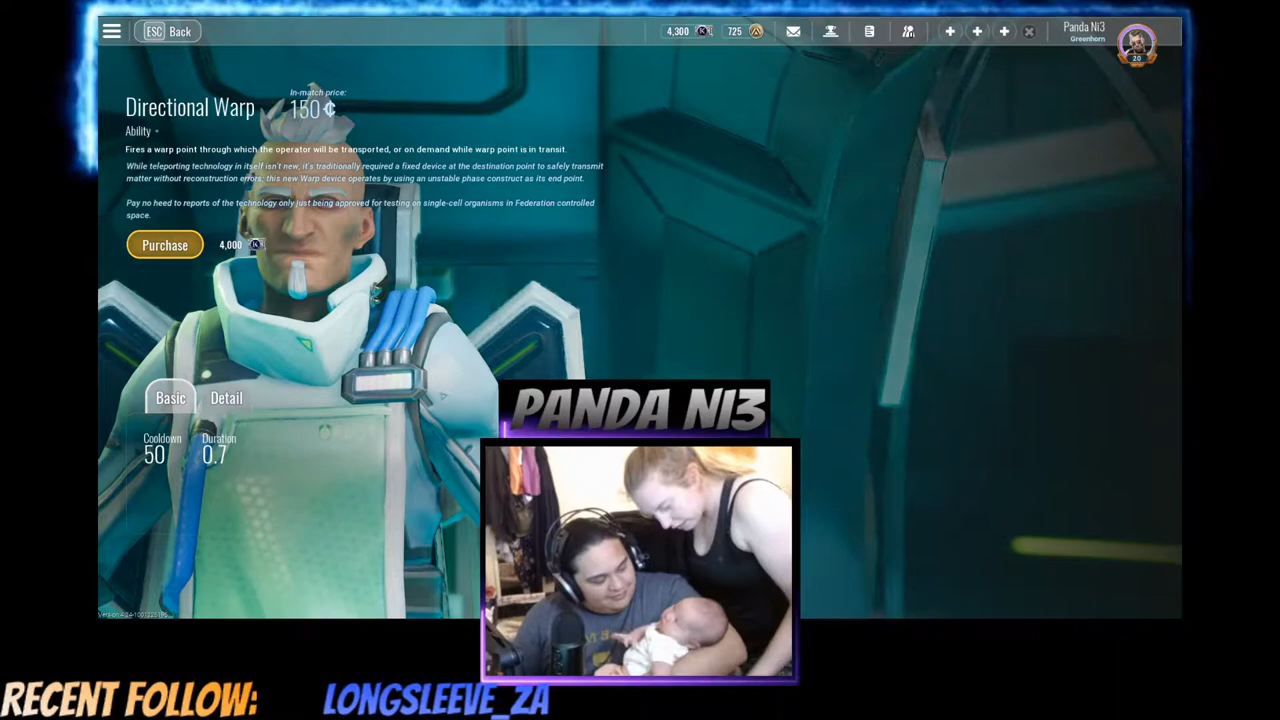 ESC Back
4,300
725
Panda Ni3
Greenhorn
20
Directional Warp
In-match price:
150
Ability
Fires a warp point through which the operator will be transported, or on demand while warp point is in transit.
While teleporting technology in itself isn't new, it's traditionally required a fixed device at the destination point to safely transmit
matter without reconstruction errors, this new Warp device operates by using an unstable phase construct as its end point.
Pay no heed to reports of the technology only just being approved for testing on single-cell organisms in Federation controlled
space.
Purchase
4,000
Basic
Detail
Cooldown
50
Duration
0.7
PANDA NI3
RECENT FOLLOW:
LONGSLEEVE_ZA